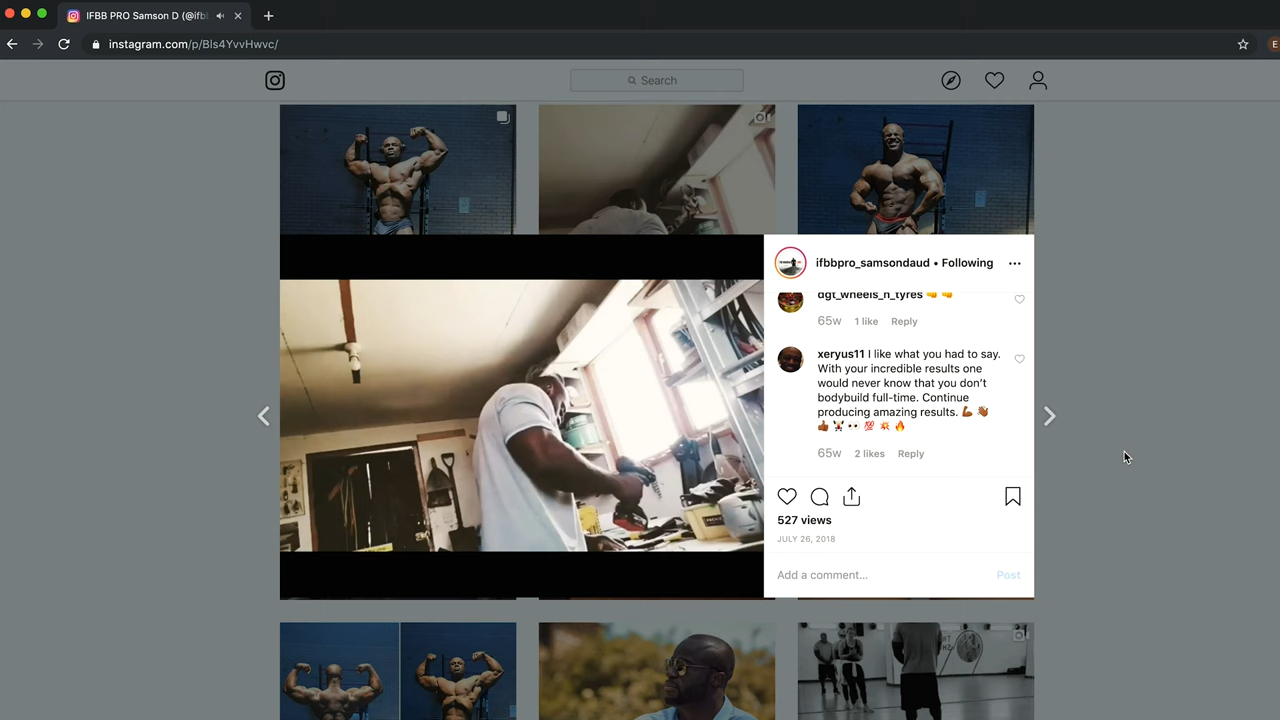 IFBB PRO Samson D (@ifb
instagram.com/p/Bls4YvvHwvc/
E
Search
ifbbpro_samsondaud • Following
dgt_wheels_n_tyres 👊 👊
65w 1 like Reply
xeryus11 I like what you had to say.
With your incredible results one
would never know that you don't
bodybuild full-time. Continue
producing amazing results. 💪🏾 👋🏾
👍🏾 🏋🏾 👀 💯 💥 🔥
65w 2 likes Reply
527 views
JULY 26, 2018
Add a comment... Post